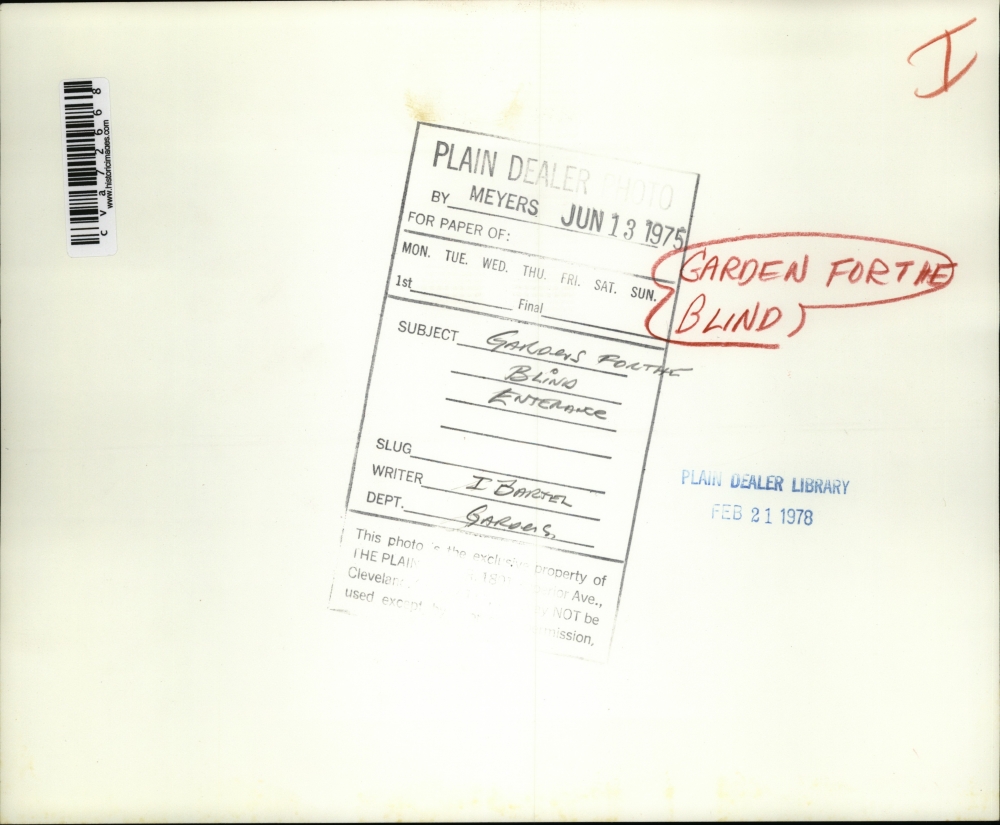 I
cva72668
www.historicimages.com
PLAIN DEALER PHOTO
BY MEYERS JUN 13 1975
FOR PAPER OF:
MON. TUE. WED. THU. FRI. SAT. SUN.
1st Final
GARDEN FOR THE
BLIND
SUBJECT GARDENS FOR THE
BLIND
ENTERANCE
SLUG
WRITER I BARTEL
DEPT. GARDENS.
This photo is the exclusive property of
THE PLAIN 1801 Ave.,
Cleveland, NOT be
used except
PLAIN DEALER LIBRARY
FEB 21 1978